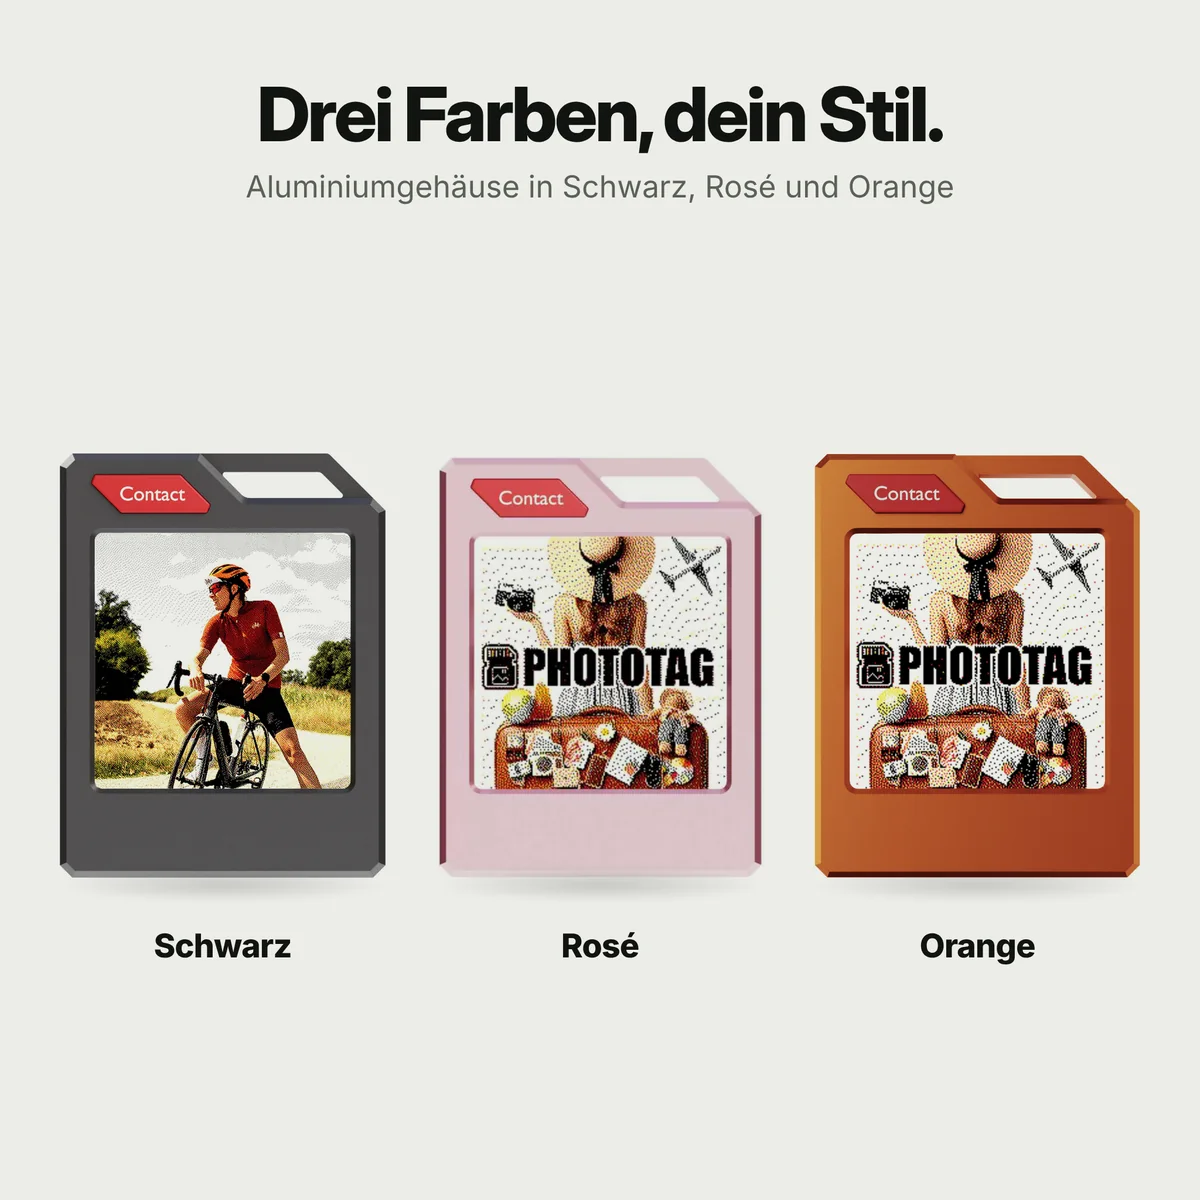 Drei Farben, dein Stil.
Aluminiumgehäuse in Schwarz, Rosé und Orange
Contact
Contact
Contact
PHOTOTAG
PHOTOTAG
Schwarz
Rosé
Orange